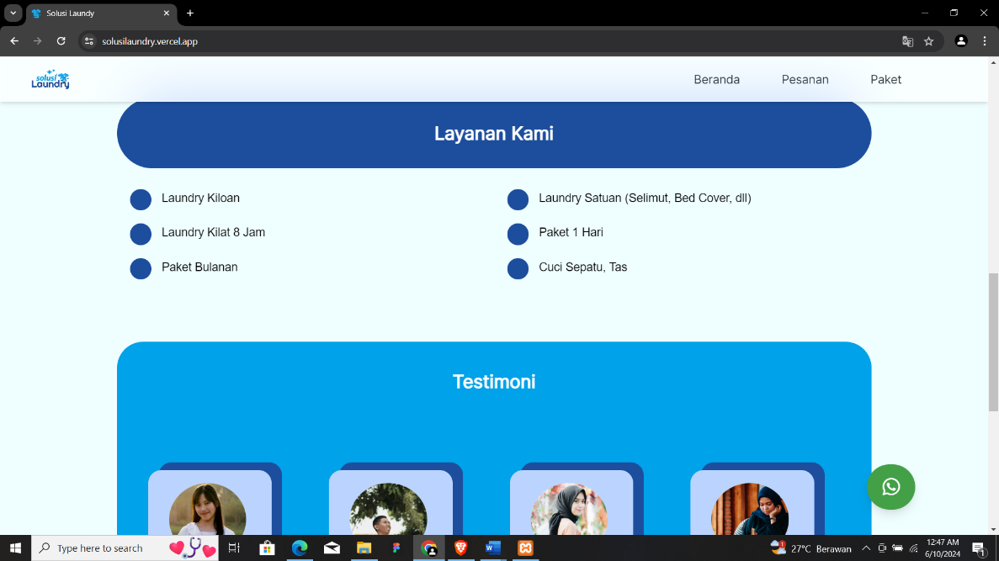 Solusi Laundy
solusilaundry.vercel.app
solusi
Laundry
Beranda
Pesanan
Paket
Layanan Kami
Laundry Kiloan
Laundry Satuan (Selimut, Bed Cover, dll)
Laundry Kilat 8 Jam
Paket 1 Hari
Paket Bulanan
Cuci Sepatu, Tas
Testimoni
Type here to search
27°C Berawan
12:47 AM
6/10/2024
1